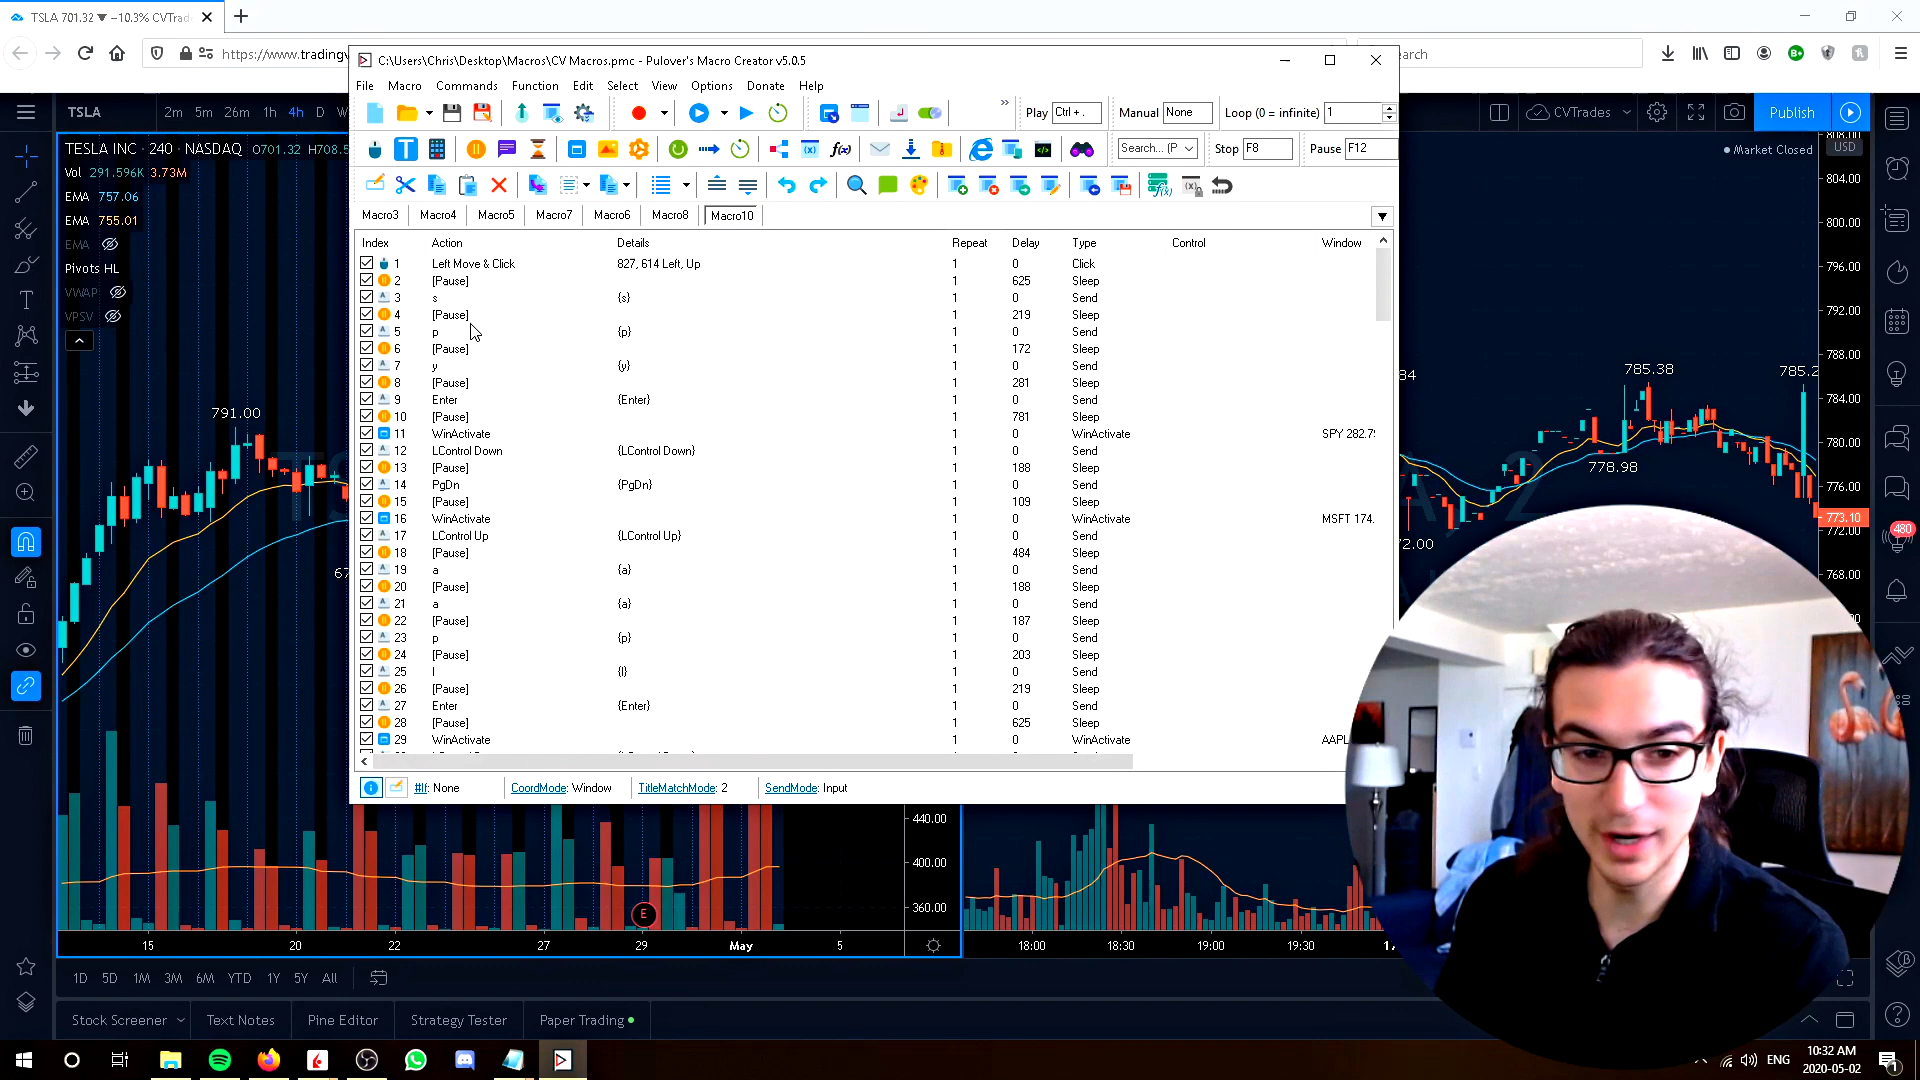 TSLA 701.32 ▼ −10.3% CVTrade
https://www.tradingv
earch
C:\Users\Chris\Desktop\Macros\CV Macros.pmc - Pulover's Macro Creator v5.0.5
File Macro Commands Function Edit Select View Options Donate Help
Play Ctrl + . Manual None Loop (0 = infinite) 1
Search... (P Stop F8 Pause F12
Macro3 Macro4 Macro5 Macro7 Macro6 Macro8 Macro10
Index Action Details Repeat Delay Type Control Window
1 Left Move & Click 827, 614 Left, Up 1 0 Click
2 [Pause] 1 625 Sleep
3 s {s} 1 0 Send
4 [Pause] 1 219 Sleep
5 p {p} 1 0 Send
6 [Pause] 1 172 Sleep
7 y {y} 1 0 Send
8 [Pause] 1 281 Sleep
9 Enter {Enter} 1 0 Send
10 [Pause] 1 781 Sleep
11 WinActivate 1 0 WinActivate SPY 282.7
12 LControl Down {LControl Down} 1 0 Send
13 [Pause] 1 188 Sleep
14 PgDn {PgDn} 1 0 Send
15 [Pause] 1 109 Sleep
16 WinActivate 1 0 WinActivate MSFT 174.
17 LControl Up {LControl Up} 1 0 Send
18 [Pause] 1 484 Sleep
19 a {a} 1 0 Send
20 [Pause] 1 188 Sleep
21 a {a} 1 0 Send
22 [Pause] 1 187 Sleep
23 p {p} 1 0 Send
24 [Pause] 1 203 Sleep
25 l {l} 1 0 Send
26 [Pause] 1 219 Sleep
27 Enter {Enter} 1 0 Send
28 [Pause] 1 625 Sleep
29 WinActivate 1 0 WinActivate AAPL
#If: None CoordMode: Window TitleMatchMode: 2 SendMode: Input
TSLA 2m 5m 26m 1h 4h D W
CVTrades Publish
TESLA INC · 240 · NASDAQ O701.32 H708.5
Vol 291.596K 3.73M
EMA 757.06
EMA 755.01
EMA
Pivots HL
VWAP
VPSV
791.00
Market Closed
USD
808.00
804.00
800.00
796.00
792.00
788.00
784.00
780.00
776.00
773.10
772.00
768.00
84
785.38
785.2
778.98
2.00
480
440.00
400.00
360.00
E
15 20 22 27 29 May 5
18:00 18:30 19:00 19:30
1D 5D 1M 3M 6M YTD 1Y 5Y All
Stock Screener Text Notes Pine Editor Strategy Tester Paper Trading
ENG
10:32 AM
2020-05-02
1